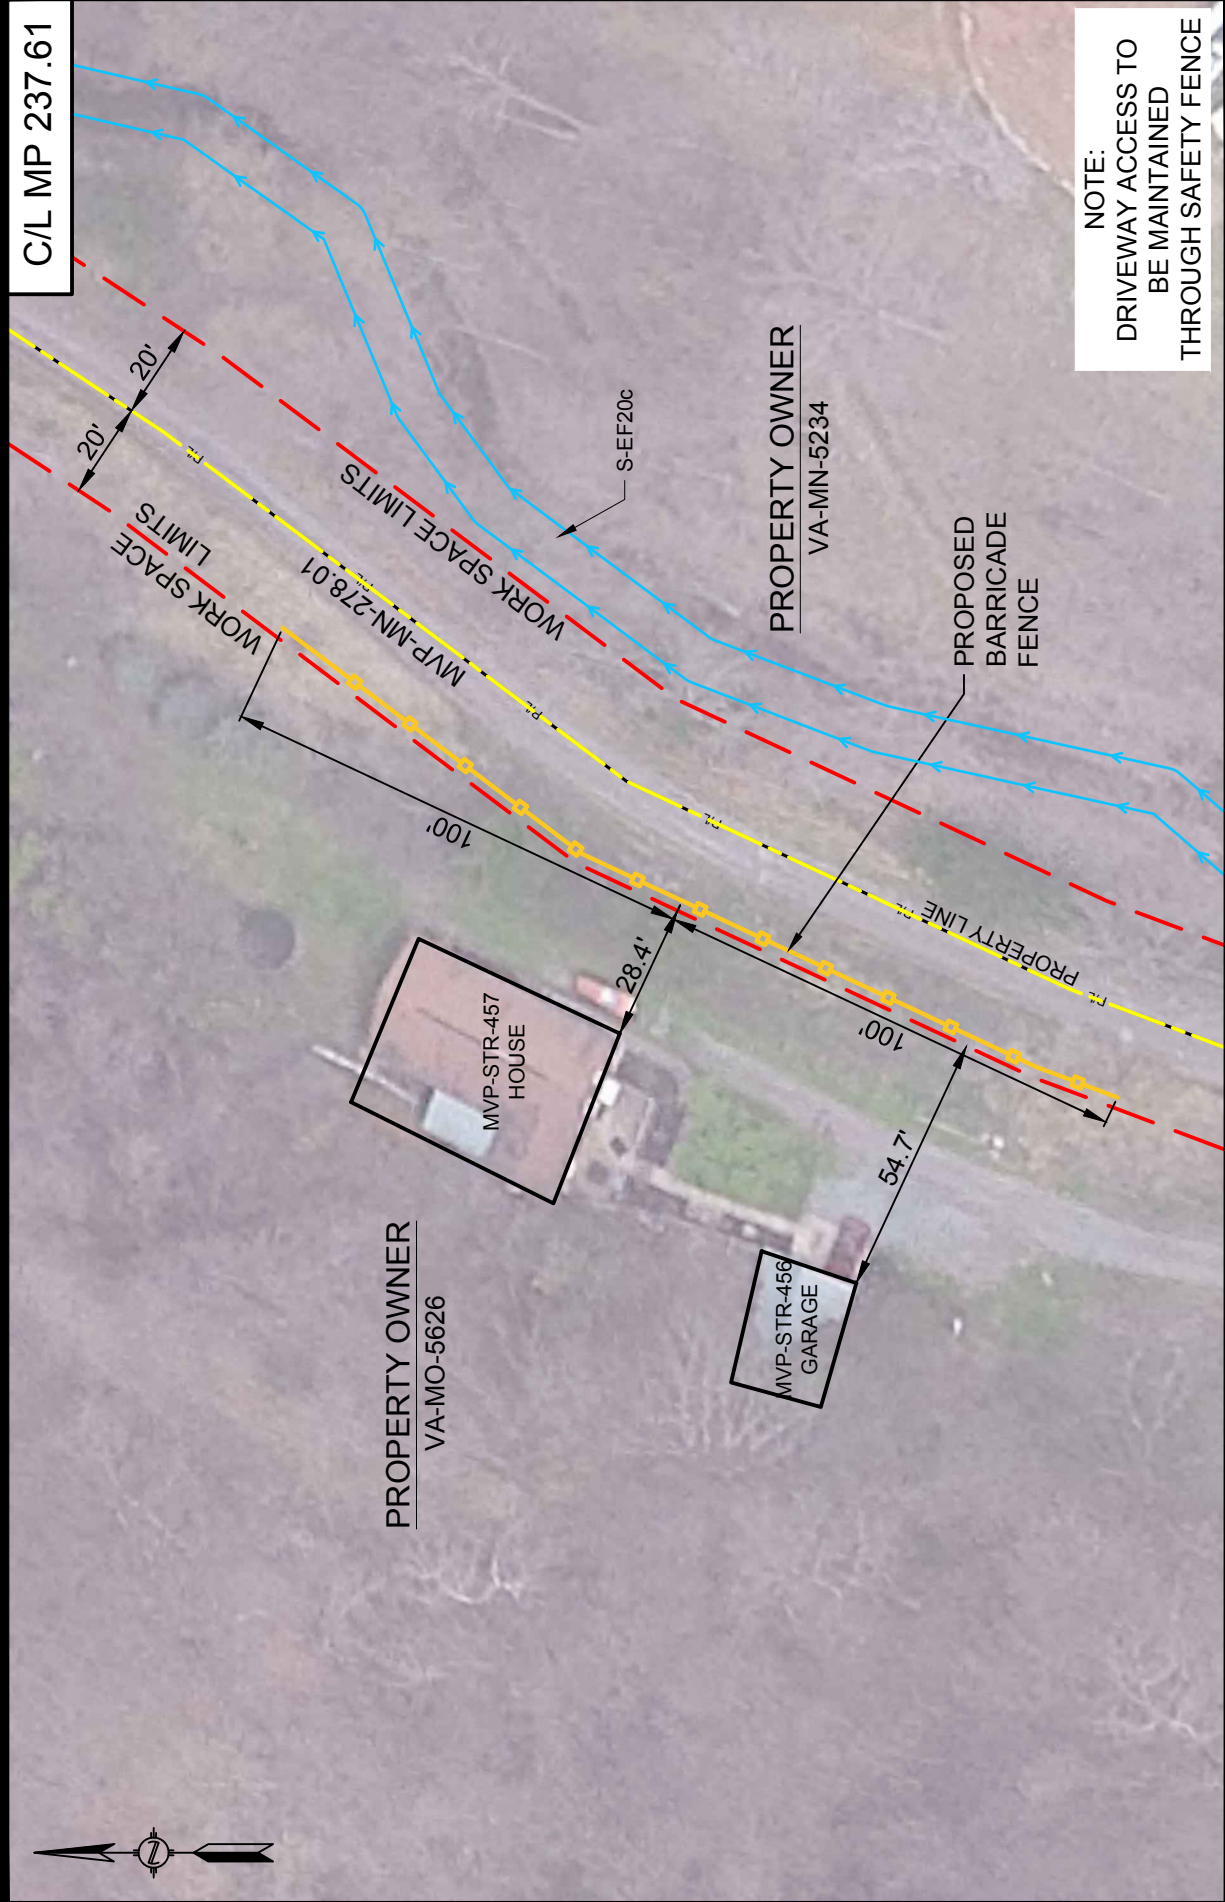 C/L MP 237.61
20'
20'
WORK SPACE
LIMITS
WORK SPACE LIMITS
MVP-MN-278.01
P/L
P/L
P/L
P/L
P/L
P/L
PROPERTY LINE
S-EF20c
PROPERTY OWNER
VA-MN-5234
PROPOSED
BARRICADE
FENCE
100'
28.4'
100'
54.7'
MVP-STR-457
HOUSE
MVP-STR-456
GARAGE
PROPERTY OWNER
VA-MO-5626
NOTE:
DRIVEWAY ACCESS TO
BE MAINTAINED
THROUGH SAFETY FENCE
N